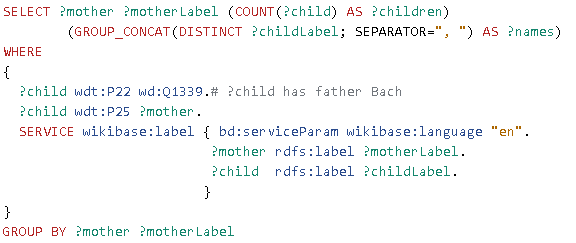 SELECT ?mother ?motherLabel (COUNT(?child) AS ?children)
(GROUP_CONCAT(DISTINCT ?childLabel; SEPARATOR=", ") AS ?names)
WHERE
{
?child wdt:P22 wd:Q1339.# ?child has father Bach
?child wdt:P25 ?mother.
SERVICE wikibase:label { bd:serviceParam wikibase:language "en".
?mother rdfs:label ?motherLabel.
?child rdfs:label ?childLabel.
}
}
GROUP BY ?mother ?motherLabel